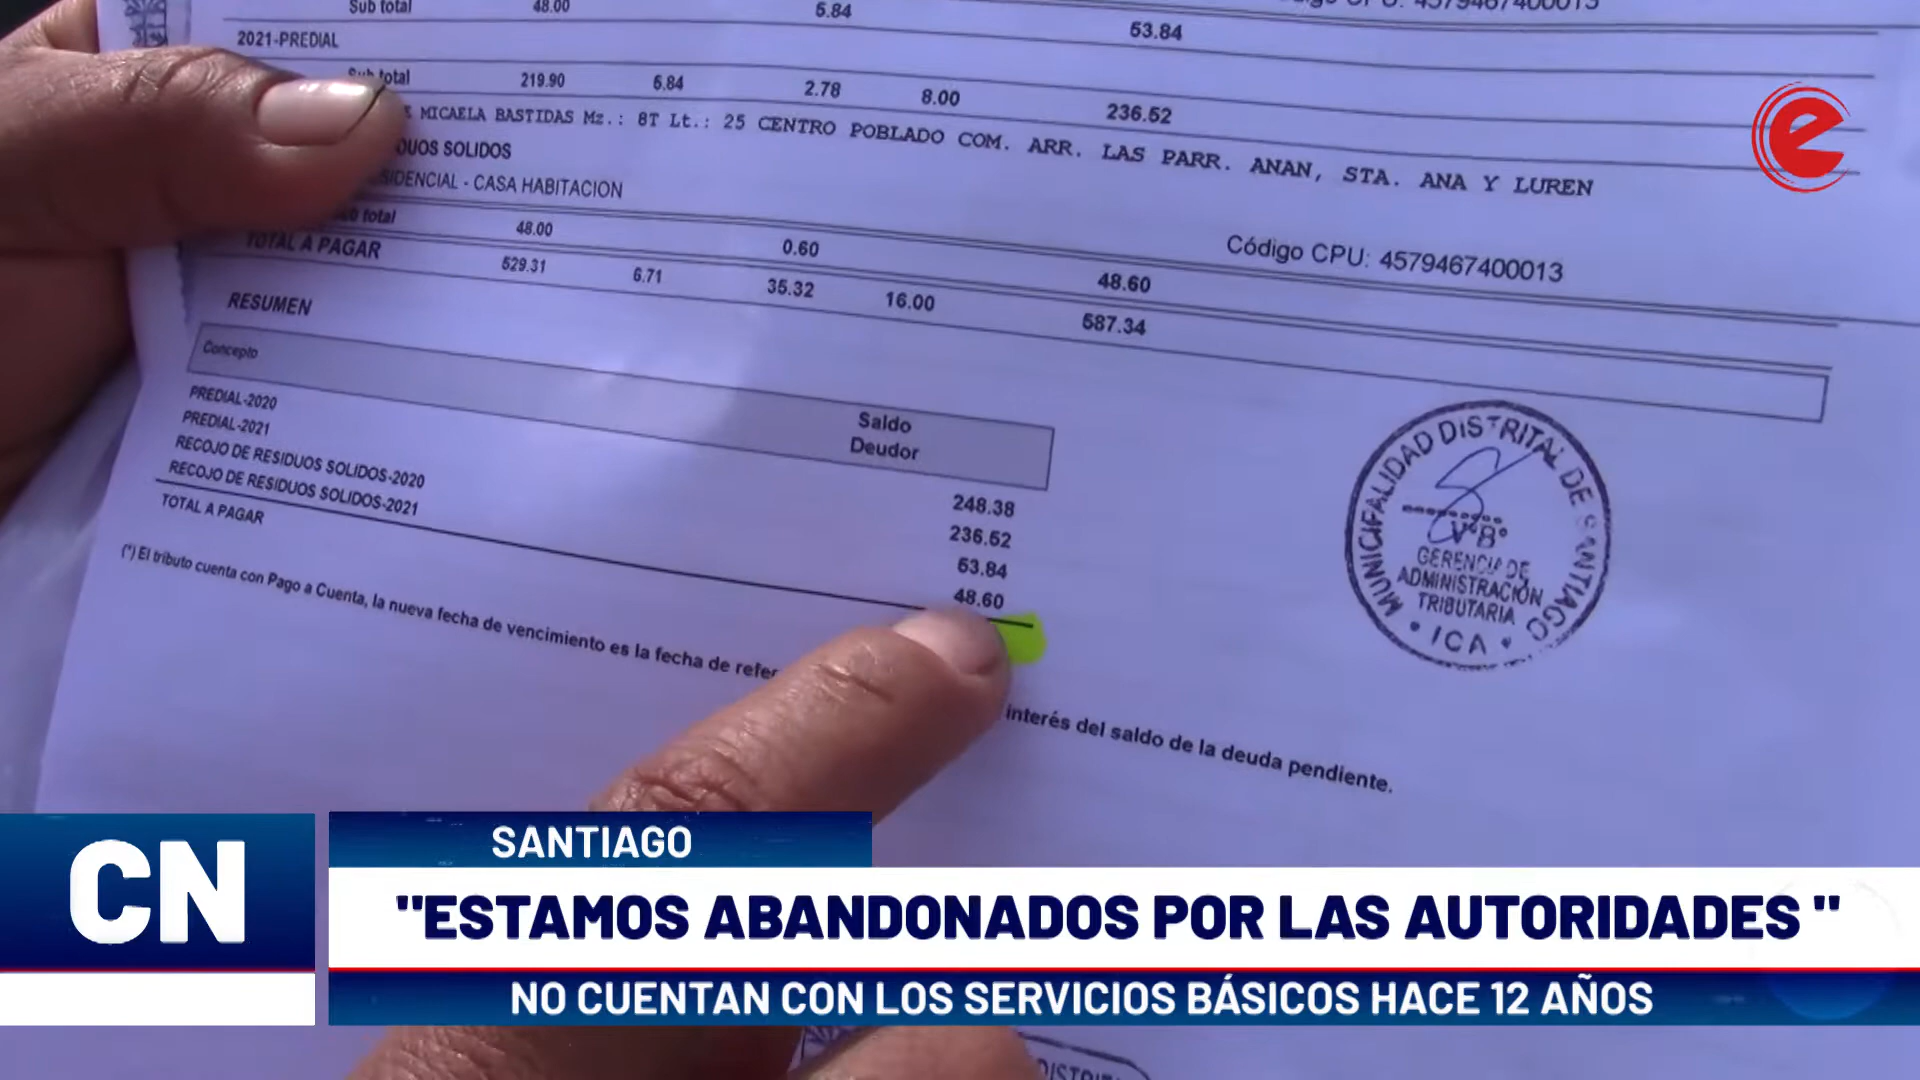 Sub total 48.00 5.84 53.84
2021-PREDIAL
Sub total 219.90 5.84 2.78 8.00 236.52
MICAELA BASTIDAS Mz.: 8T Lt.: 25 CENTRO POBLADO COM. ARR. LAS PARR. ANAN, STA. ANA Y LUREN
DUOS SOLIDOS
SIDENCIAL - CASA HABITACION
Código CPU: 4579467400013
total 48.00 0.60 48.60
TOTAL A PAGAR 529.31 6.71 35.32 16.00 587.34
RESUMEN
Concepto Saldo Deudor
PREDIAL-2020 248.38
PREDIAL-2021 236.52
RECOJO DE RESIDUOS SOLIDOS-2020 53.84
RECOJO DE RESIDUOS SOLIDOS-2021 48.60
TOTAL A PAGAR
(*) El tributo cuenta con Pago a Cuenta, la nueva fecha de vencimiento es la fecha de refer interés del saldo de la deuda pendiente.
MUNICIPALIDAD DISTRITAL DE SANTIAGO
V°B°
GERENCIA DE
ADMINISTRACIÓN
TRIBUTARIA
• ICA •
e
CN
SANTIAGO
"ESTAMOS ABANDONADOS POR LAS AUTORIDADES "
NO CUENTAN CON LOS SERVICIOS BÁSICOS HACE 12 AÑOS